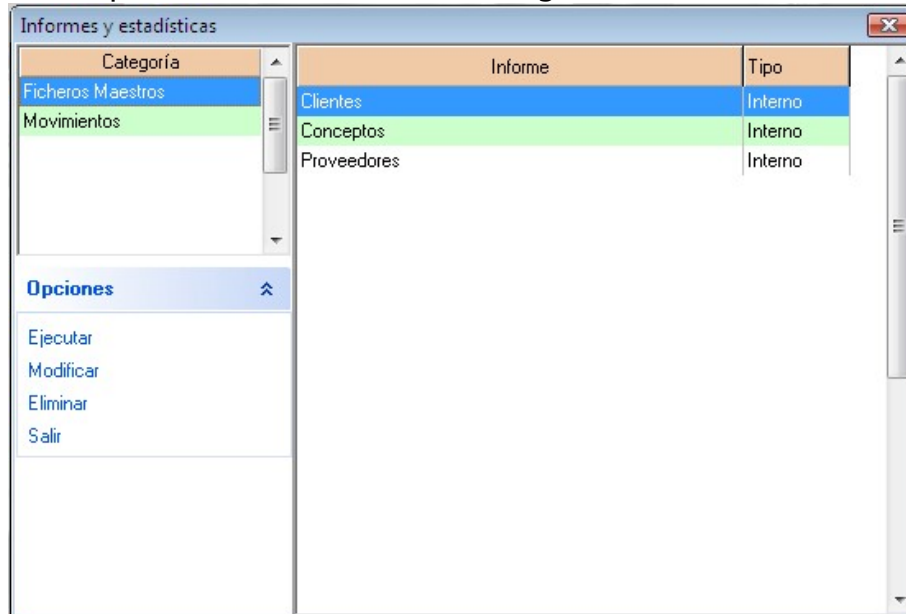 Informes y estadísticas
Categoría
Ficheros Maestros
Movimientos
Informe Tipo
Clientes Interno
Conceptos Interno
Proveedores Interno
Opciones
Ejecutar
Modificar
Eliminar
Salir